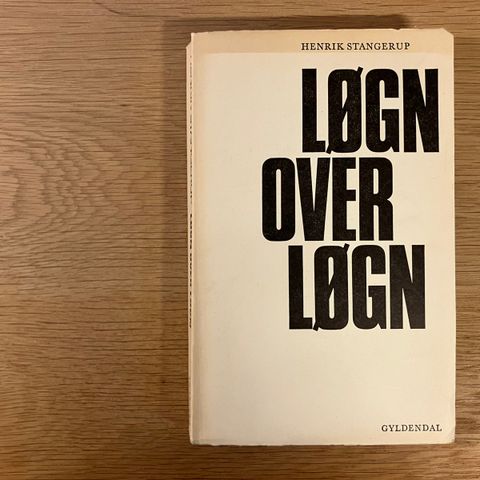 HENRIK STANGERUP
LØGN
OVER
LØGN
GYLDENDAL